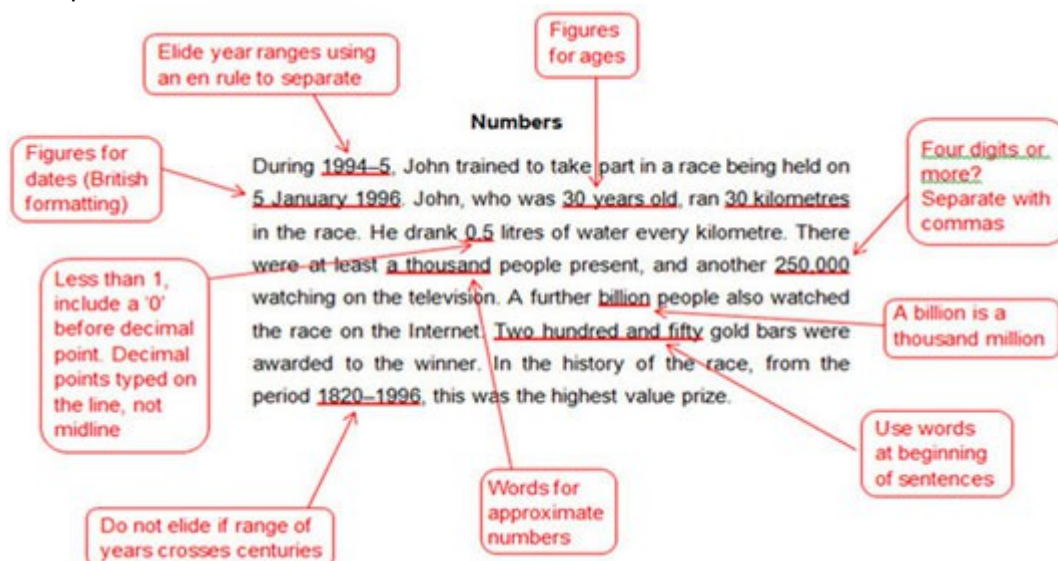 Elide year ranges using
an en rule to separate
Figures
for ages
Numbers
Figures for
dates (British
formatting)
Four digits or
more?
Separate with
commas
During 1994–5, John trained to take part in a race being held on
5 January 1996. John, who was 30 years old, ran 30 kilometres
in the race. He drank 0.5 litres of water every kilometre. There
were at least a thousand people present, and another 250,000
watching on the television. A further billion people also watched
the race on the Internet. Two hundred and fifty gold bars were
awarded to the winner. In the history of the race, from the
period 1820–1996, this was the highest value prize.
Less than 1,
include a '0'
before decimal
point. Decimal
points typed on
the line, not
midline
A billion is a
thousand million
Use words
at beginning
of sentences
Words for
approximate
numbers
Do not elide if range of
years crosses centuries